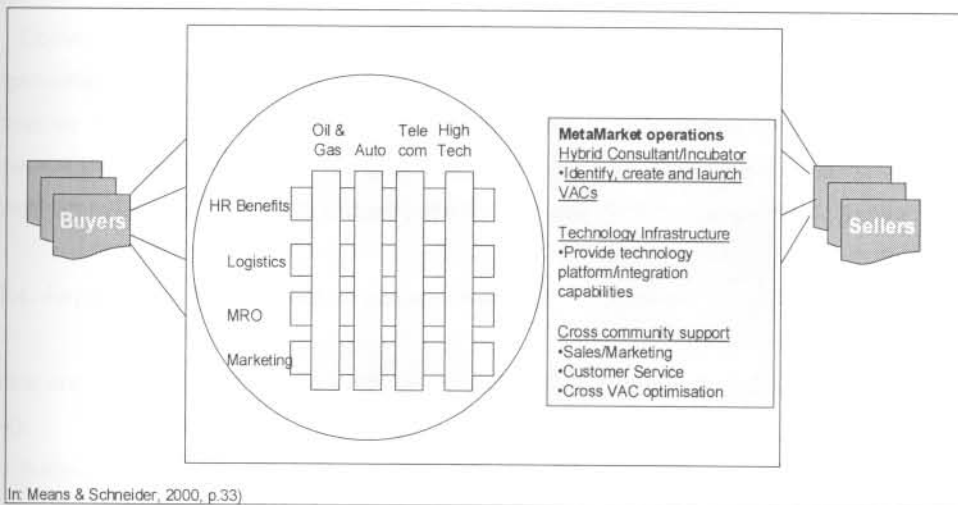 Oil &
Gas
Auto
Tele
com
High
Tech
Buyers
HR Benefits
Logistics
MRO
Marketing
MetaMarket operations
Hybrid Consultant/Incubator
•Identify, create and launch
VACs
Technology Infrastructure
•Provide technology
platform/integration
capabilities
Cross community support
•Sales/Marketing
•Customer Service
•Cross VAC optimisation
Sellers
In: Means & Schneider, 2000, p.33)